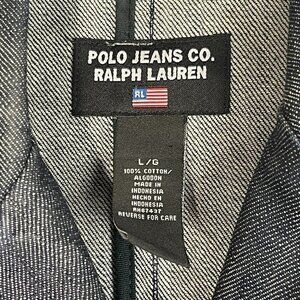 POLO JEANS CO.
RALPH LAUREN
RL
L/G
100% COTTON/
ALGODON
MADE IN
INDONESIA
HECHO EN
INDONESIA
RN87437
REVERSE FOR CARE